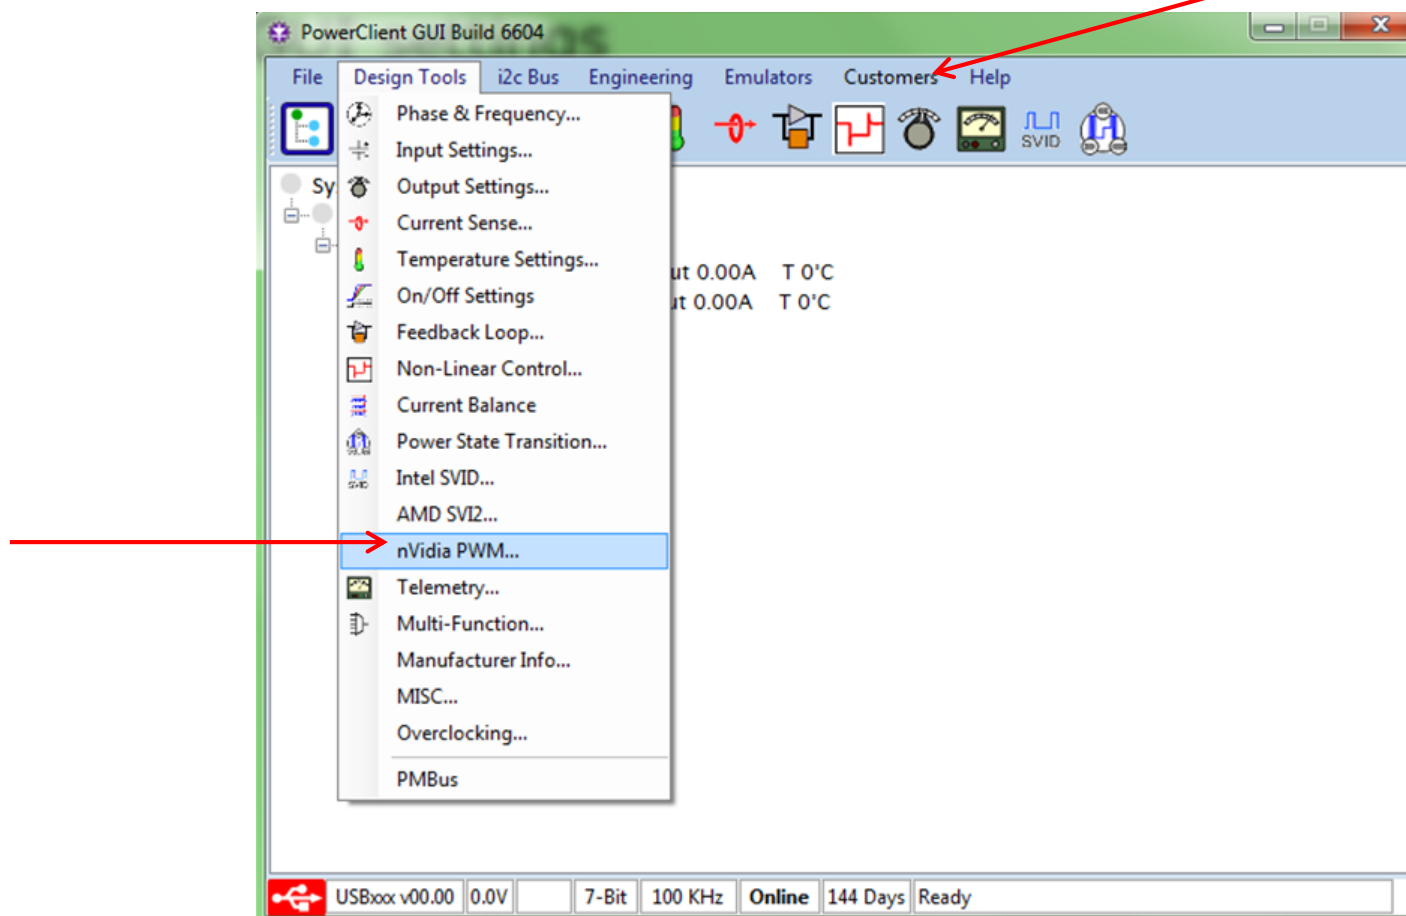 PowerClient GUI Build 6604
File Design Tools i2c Bus Engineering Emulators Customers Help
SVID
Phase & Frequency...
Input Settings...
Output Settings...
Current Sense...
Temperature Settings...
On/Off Settings
Feedback Loop...
Non-Linear Control...
Current Balance
Power State Transition...
Intel SVID...
AMD SVI2...
nVidia PWM...
Telemetry...
Multi-Function...
Manufacturer Info...
MISC...
Overclocking...
PMBus
Sy
ut 0.00A T 0'C
ut 0.00A T 0'C
USBxxx v00.00 0.0V 7-Bit 100 KHz Online 144 Days Ready